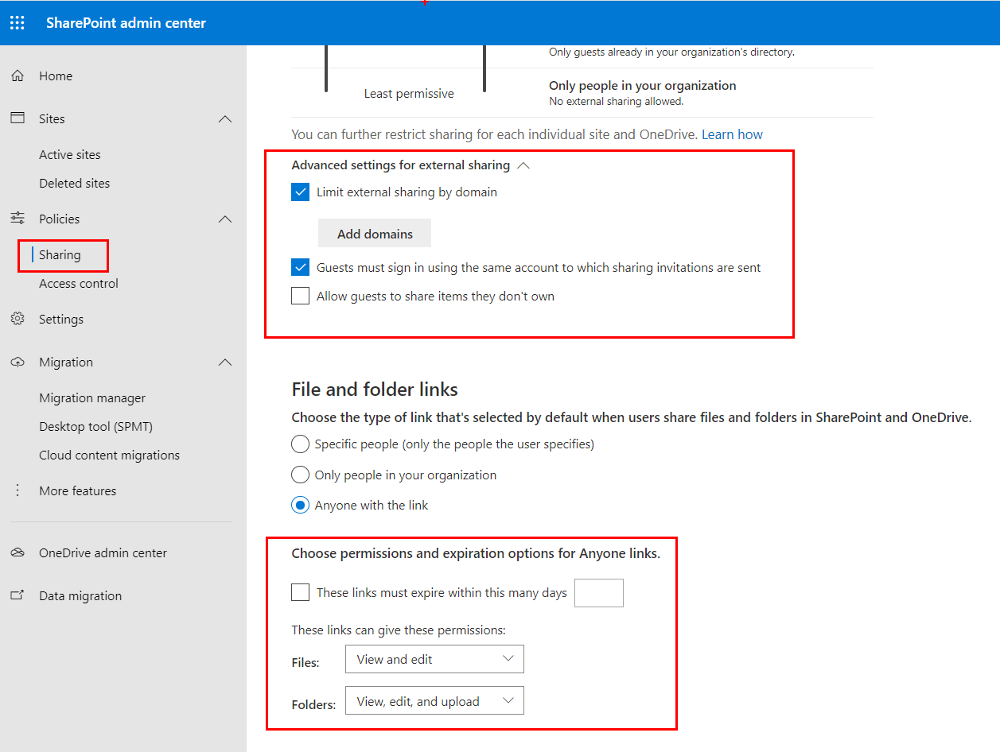 SharePoint admin center
Home
Sites
Active sites
Deleted sites
Policies
Sharing
Access control
Settings
Migration
Migration manager
Desktop tool (SPMT)
Cloud content migrations
More features
OneDrive admin center
Data migration
Only guests already in your organization's directory.
Least permissive
Only people in your organization
No external sharing allowed.
You can further restrict sharing for each individual site and OneDrive. Learn how
Advanced settings for external sharing
Limit external sharing by domain
Add domains
Guests must sign in using the same account to which sharing invitations are sent
Allow guests to share items they don't own
File and folder links
Choose the type of link that's selected by default when users share files and folders in SharePoint and OneDrive.
Specific people (only the people the user specifies)
Only people in your organization
Anyone with the link
Choose permissions and expiration options for Anyone links.
These links must expire within this many days
These links can give these permissions:
Files: View and edit
Folders: View, edit, and upload